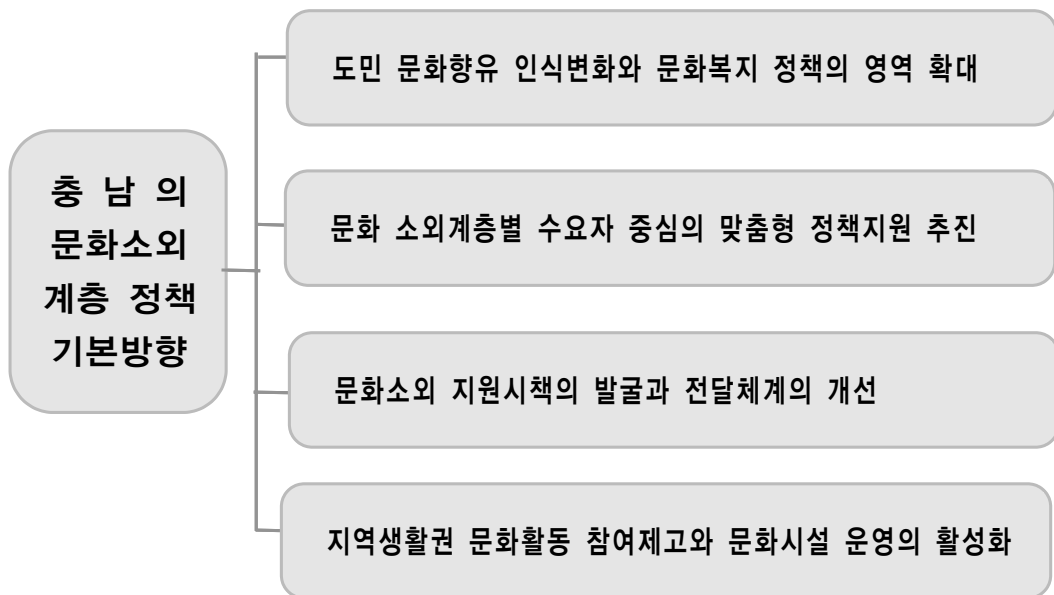 충 남 의
문화소외
계층 정책
기본방향
도민 문화향유 인식변화와 문화복지 정책의 영역 확대
문화 소외계층별 수요자 중심의 맞춤형 정책지원 추진
문화소외 지원시책의 발굴과 전달체계의 개선
지역생활권 문화활동 참여제고와 문화시설 운영의 활성화